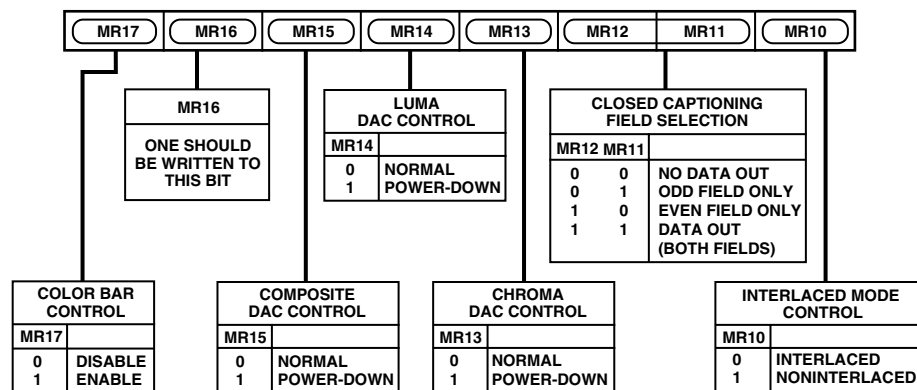 MR17 MR16 MR15 MR14 MR13 MR12 MR11 MR10
MR16
ONE SHOULD
BE WRITTEN TO
THIS BIT
LUMA
DAC CONTROL
MR14
0 NORMAL
1 POWER-DOWN
CLOSED CAPTIONING
FIELD SELECTION
MR12 MR11
0 0 NO DATA OUT
0 1 ODD FIELD ONLY
1 0 EVEN FIELD ONLY
1 1 DATA OUT
(BOTH FIELDS)
COLOR BAR
CONTROL
MR17
0 DISABLE
1 ENABLE
COMPOSITE
DAC CONTROL
MR15
0 NORMAL
1 POWER-DOWN
CHROMA
DAC CONTROL
MR13
0 NORMAL
1 POWER-DOWN
INTERLACED MODE
CONTROL
MR10
0 INTERLACED
1 NONINTERLACED